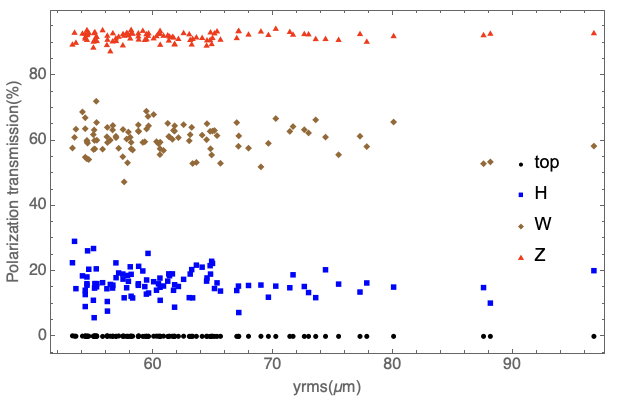 Polarization transmission(%)
80
60
40
20
0
top
H
W
Z
60 70 80 90
yrms(μm)